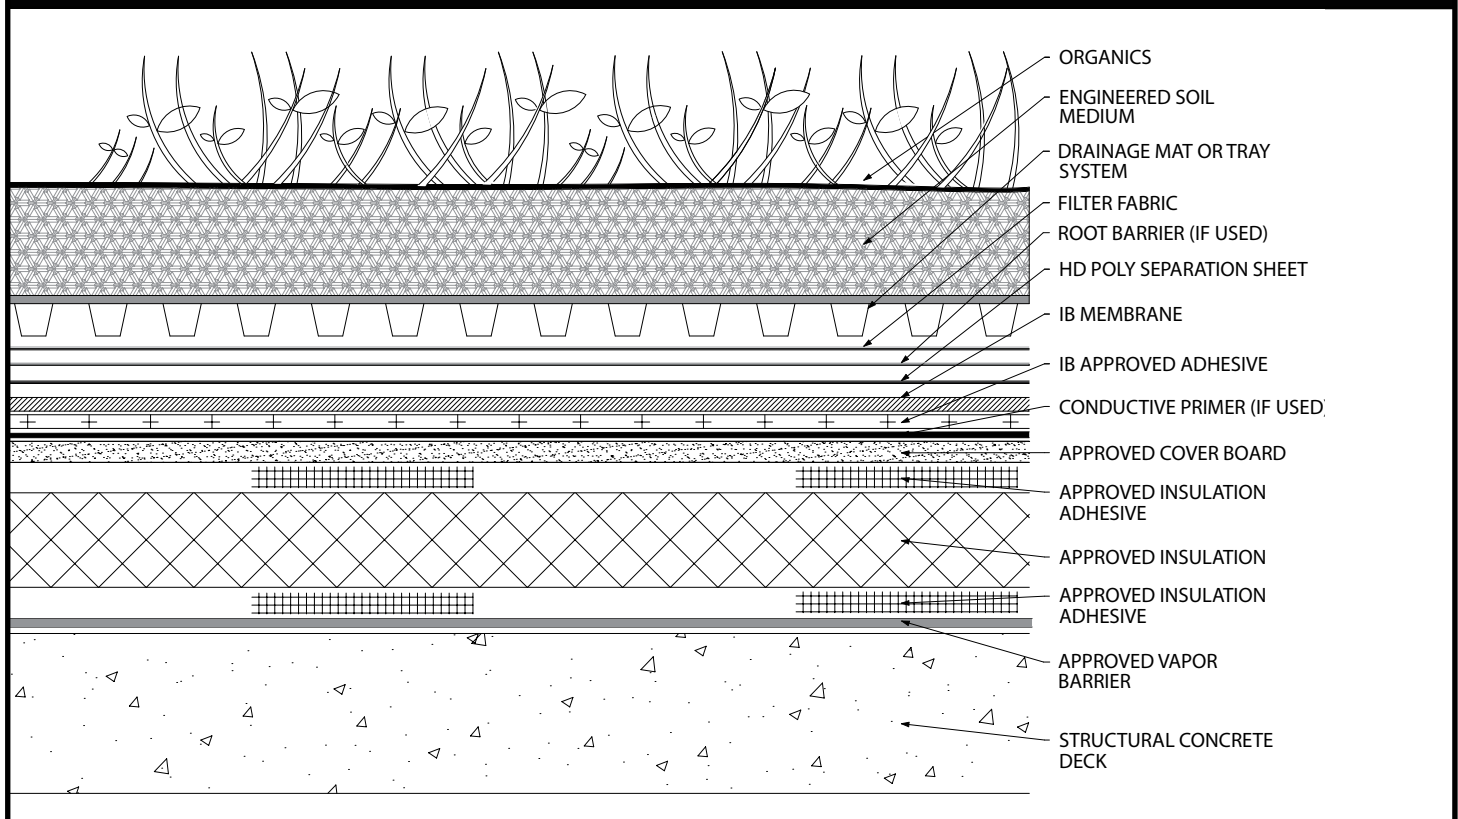 ORGANICS
ENGINEERED SOIL
MEDIUM
DRAINAGE MAT OR TRAY
SYSTEM
FILTER FABRIC
ROOT BARRIER (IF USED)
HD POLY SEPARATION SHEET
IB MEMBRANE
IB APPROVED ADHESIVE
CONDUCTIVE PRIMER (IF USED)
APPROVED COVER BOARD
APPROVED INSULATION
ADHESIVE
APPROVED INSULATION
APPROVED INSULATION
ADHESIVE
APPROVED VAPOR
BARRIER
STRUCTURAL CONCRETE
DECK